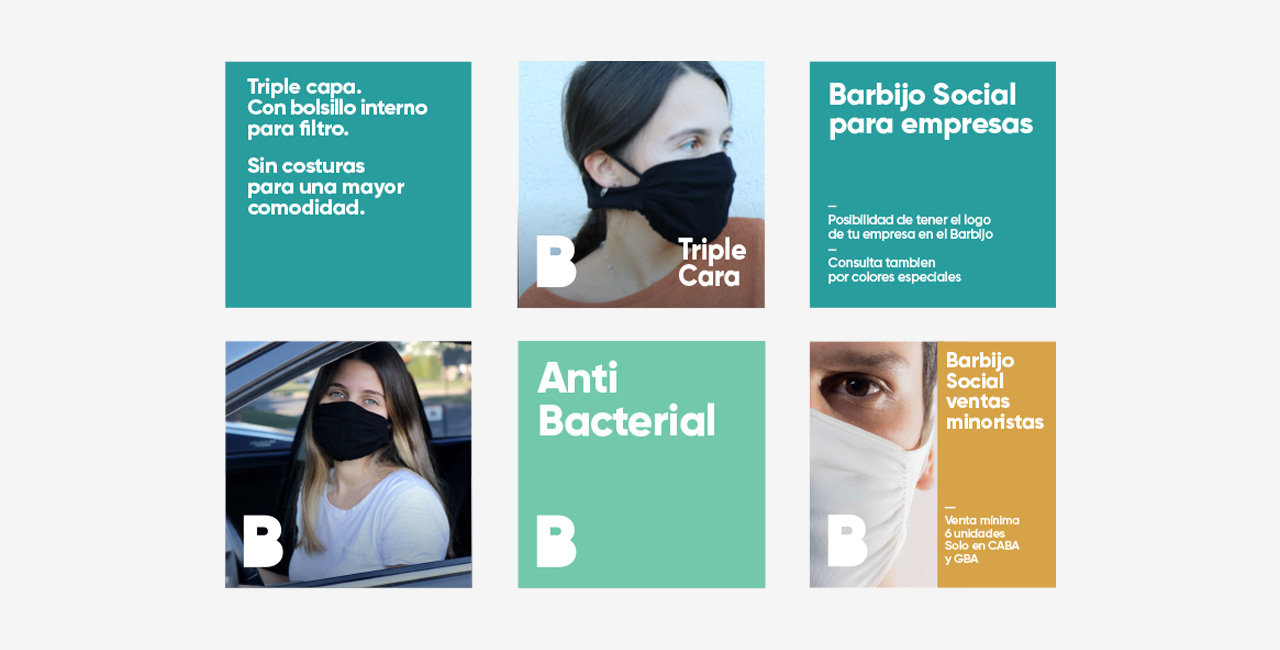 Triple capa.
Con bolsillo interno
para filtro.
Sin costuras
para una mayor
comodidad.
B
Triple
Cara
Barbijo Social
para empresas
Posibilidad de tener el logo
de tu empresa en el Barbijo
Consulta tambien
por colores especiales
B
Anti
Bacterial
B
Barbijo
Social
ventas
minoristas
Venta mínima
6 unidades
Solo en CABA
y GBA
B